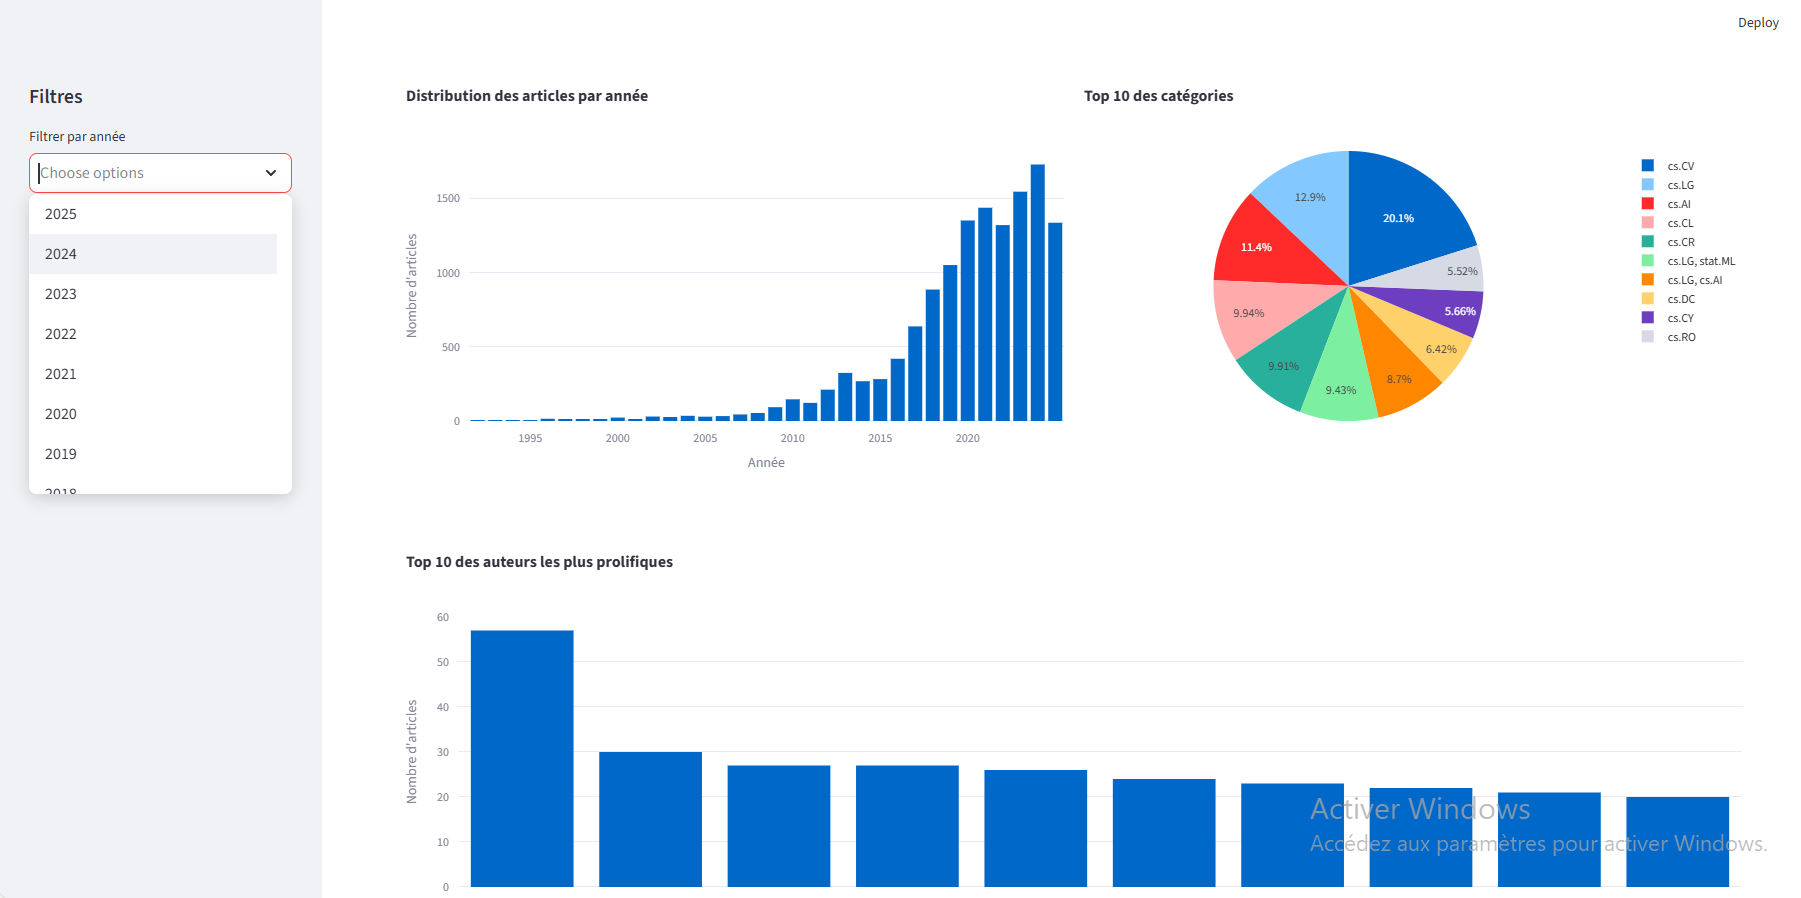 Deploy
Filtres
Filtrer par année
Choose options
2025
2024
2023
2022
2021
2020
2019
2018
Distribution des articles par année
Nombre d'articles
1500
1000
500
0
1995
2000
2005
2010
2015
2020
Année
Top 10 des catégories
12.9%
20.1%
11.4%
5.52%
9.94%
5.66%
9.91%
6.42%
9.43%
8.7%
cs.CV
cs.LG
cs.AI
cs.CL
cs.CR
cs.LG, stat.ML
cs.LG, cs.AI
cs.DC
cs.CY
cs.RO
Top 10 des auteurs les plus prolifiques
Nombre d'articles
60
50
40
30
20
10
0
Activer Windows
Accédez aux paramètres pour activer Windows.